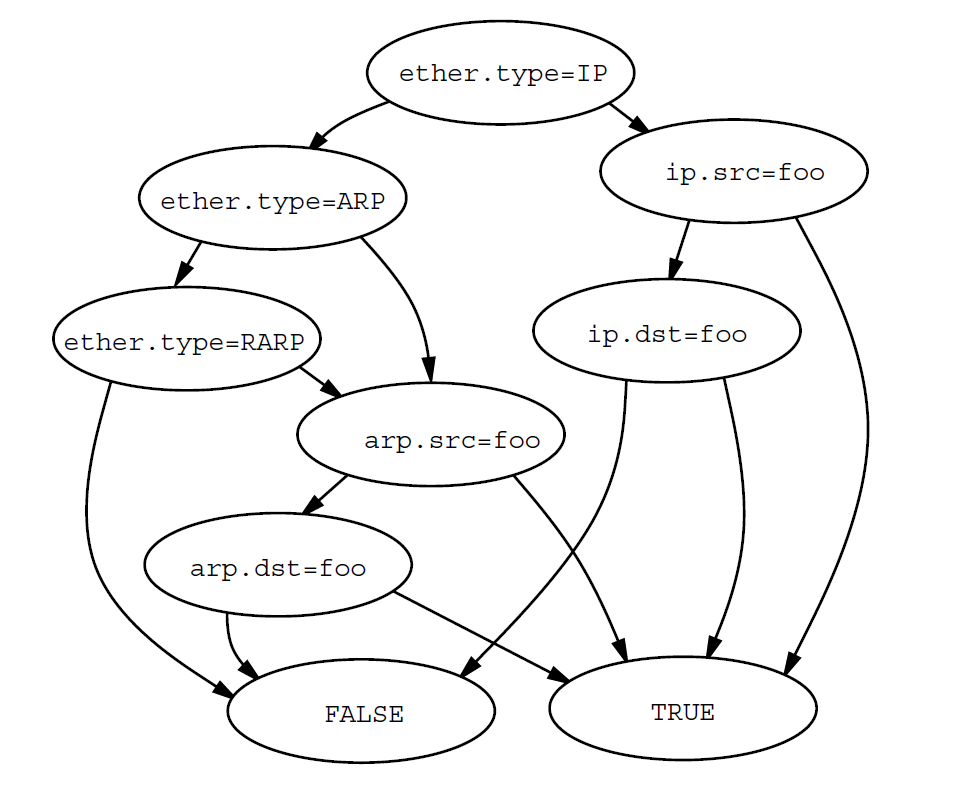 ether.type=IP
ip.src=foo
ether.type=ARP
ip.dst=foo
ether.type=RARP
arp.src=foo
arp.dst=foo
FALSE
TRUE